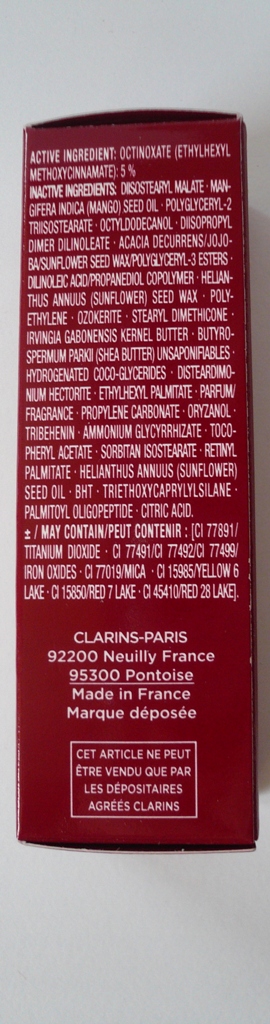 ACTIVE INGREDIENT: OCTINOXATE (ETHYLHEXYL
METHOXYCINNAMATE): 5 %
INACTIVE INGREDIENTS: DIISOSTEARYL MALATE · MAN-
GIFERA INDICA (MANGO) SEED OIL · POLYGLYCERYL-2
TRIISOSTEARATE · OCTYLDODECANOL · DIISOPROPYL
DIMER DILINOLEATE · ACACIA DECURRENS/JOJO-
BA/SUNFLOWER SEED WAX/POLYGLYCERYL-3 ESTERS ·
DILINOLEIC ACID/PROPANEDIOL COPOLYMER · HELIAN-
THUS ANNUUS (SUNFLOWER) SEED WAX · POLY-
ETHYLENE · OZOKERITE · STEARYL DIMETHICONE ·
IRVINGIA GABONENSIS KERNEL BUTTER · BUTYRO-
SPERMUM PARKII (SHEA BUTTER) UNSAPONIFIABLES ·
HYDROGENATED COCO-GLYCERIDES · DISTEARDIMO-
NIUM HECTORITE · ETHYLHEXYL PALMITATE · PARFUM/
FRAGRANCE · PROPYLENE CARBONATE · ORYZANOL ·
TRIBEHENIN · AMMONIUM GLYCYRRHIZATE · TOCO-
PHERYL ACETATE · SORBITAN ISOSTEARATE · RETINYL
PALMITATE · HELIANTHUS ANNUUS (SUNFLOWER)
SEED OIL · BHT · TRIETHOXYCAPRYLYLSILANE ·
PALMITOYL OLIGOPEPTIDE · CITRIC ACID.
± / MAY CONTAIN/PEUT CONTENIR : [CI 77891/
TITANIUM DIOXIDE · CI 77491/CI 77492/CI 77499/
IRON OXIDES · CI 77019/MICA · CI 15985/YELLOW 6
LAKE · CI 15850/RED 7 LAKE · CI 45410/RED 28 LAKE].
CLARINS-PARIS
92200 Neuilly France
95300 Pontoise
Made in France
Marque déposée
CET ARTICLE NE PEUT
ÊTRE VENDU QUE PAR
LES DÉPOSITAIRES
AGRÉÉS CLARINS